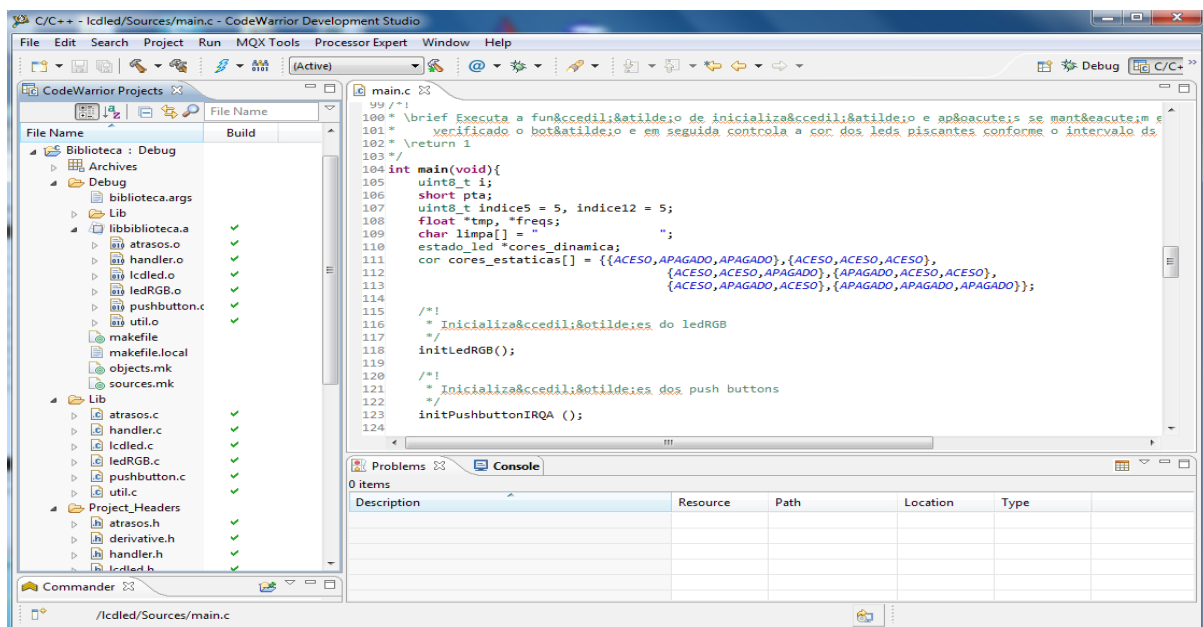 C/C++ - lcdled/Sources/main.c - CodeWarrior Development Studio
File Edit Search Project Run MQX Tools Processor Expert Window Help
(Active)
Debug C/C+
CodeWarrior Projects
File Name
File Name Build
Biblioteca : Debug
Archives
Debug
biblioteca.args
Lib
libbiblioteca.a
atrasos.o
handler.o
lcdled.o
ledRGB.o
pushbutton.c
util.o
makefile
makefile.local
objects.mk
sources.mk
Lib
atrasos.c
handler.c
lcdled.c
ledRGB.c
pushbutton.c
util.c
Project_Headers
atrasos.h
derivative.h
handler.h
lcdled.h
Commander
main.c
99 /*!
100 * \brief Executa a fun&ccedil;&atilde;o de inicializa&ccedil;&atilde;o e ap&oacute;s se mant&eacute;m e
101 * verificado o bot&atilde;o e em seguida controla a cor dos leds piscantes conforme o intervalo ds
102 * \return 1
103 */
104 int main(void){
105 uint8_t i;
106 short pta;
107 uint8_t indice5 = 5, indice12 = 5;
108 float *tmp, *freqs;
109 char limpa[] = "                ";
110 estado_led *cores_dinamica;
111 cor cores_estaticas[] = {{ACESO,APAGADO,APAGADO},{ACESO,ACESO,ACESO},
112 {ACESO,ACESO,APAGADO},{APAGADO,ACESO,ACESO},
113 {ACESO,APAGADO,ACESO},{APAGADO,APAGADO,APAGADO}};
114
115 /*!
116 * Inicializa&ccedil;&otilde;es do ledRGB
117 */
118 initLedRGB();
119
120 /*!
121 * Inicializa&ccedil;&otilde;es dos push buttons
122 */
123 initPushbuttonIRQA ();
124
Problems Console
0 items
Description Resource Path Location Type
/lcdled/Sources/main.c